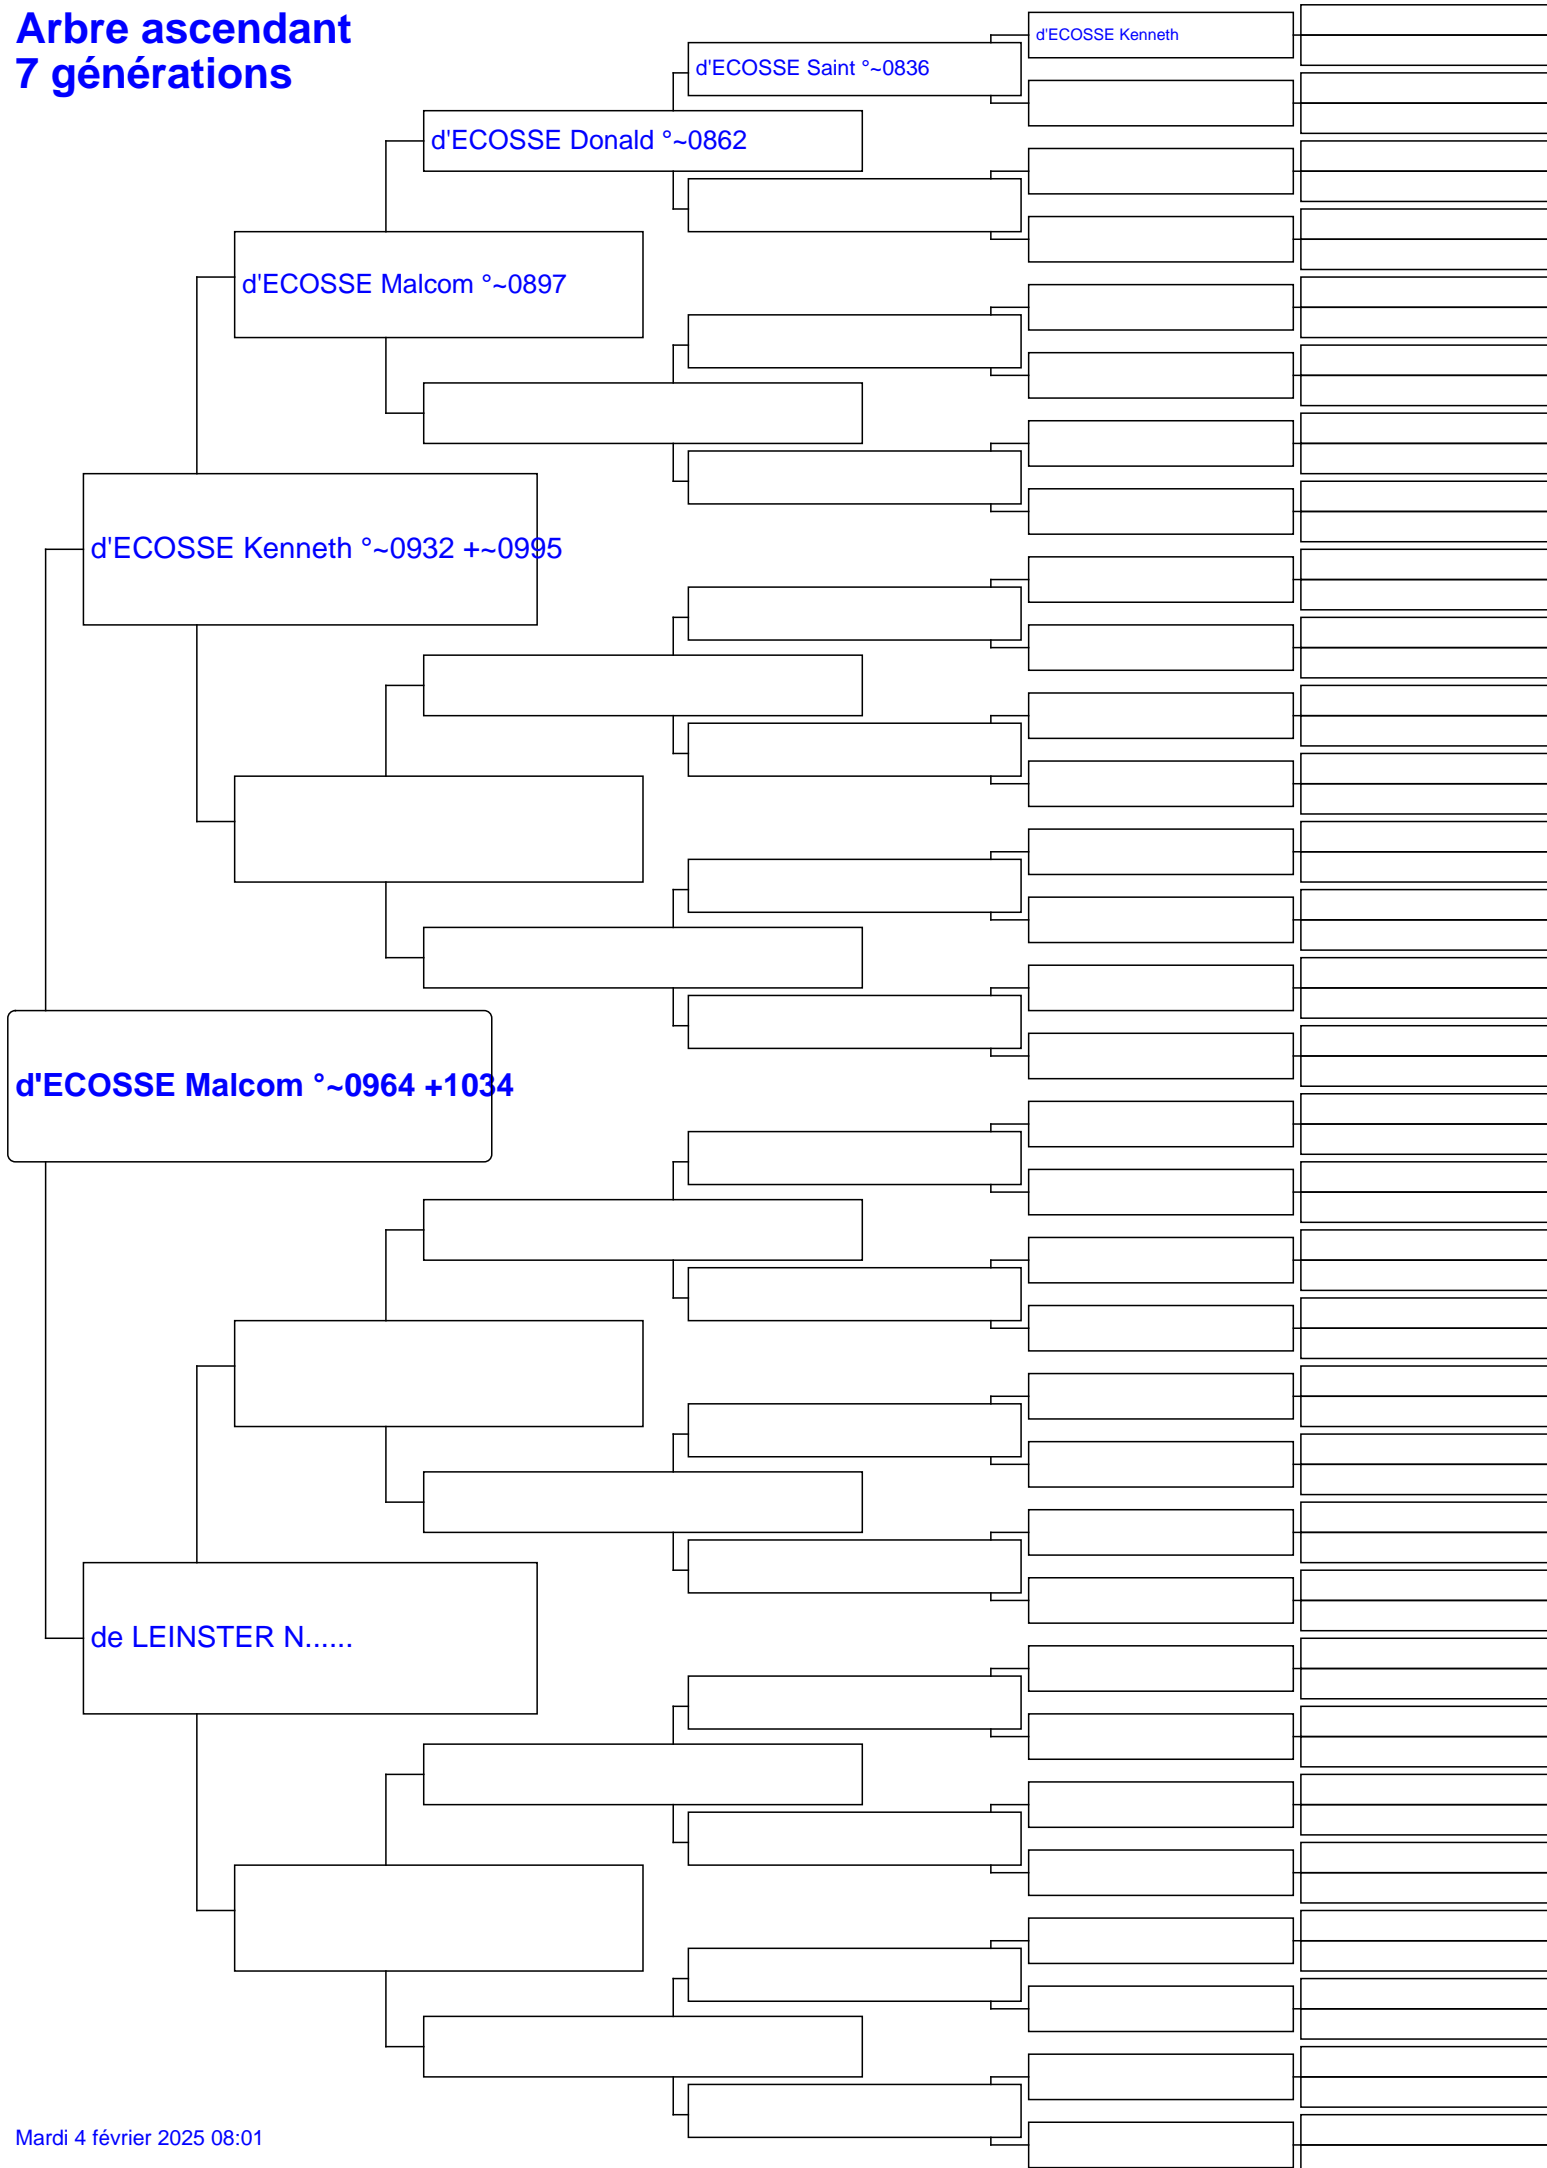 Arbre ascendant
7 générations
d'ECOSSE Kenneth
d'ECOSSE Saint °~0836
d'ECOSSE Donald °~0862
d'ECOSSE Malcom °~0897
d'ECOSSE Kenneth °~0932 +~0995
d'ECOSSE Malcom °~0964 +1034
de LEINSTER N......
Mardi 4 février 2025 08:01